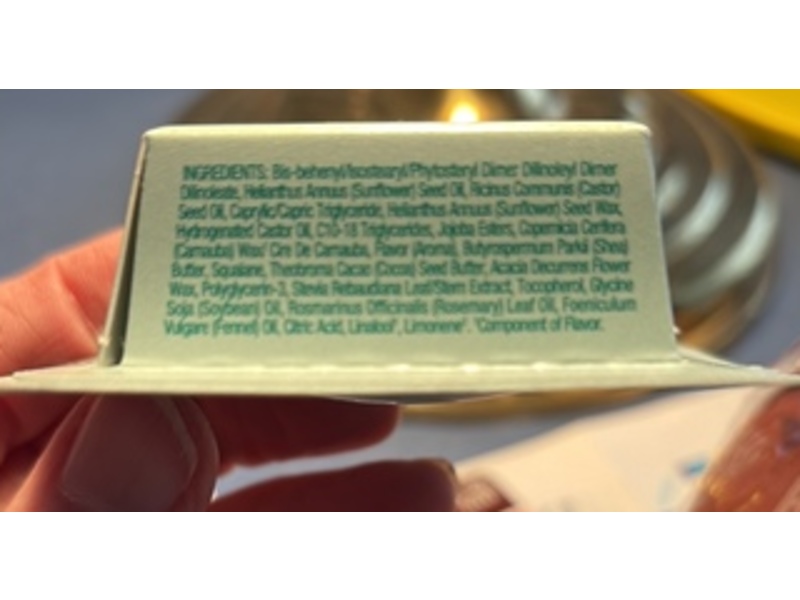 INGREDIENTS: Bis-behenyl/Isostearyl/Phytosteryl Dimer Dilinoleyl Dimer
Dilinoleate, Helianthus Annuus (Sunflower) Seed Oil, Ricinus Communis (Castor)
Seed Oil, Caprylic/Capric Triglyceride, Helianthus Annuus (Sunflower) Seed Wax,
Hydrogenated Castor Oil, C10-18 Triglycerides, Jojoba Esters, Copernicia Cerifera
(Carnauba) Wax/ Cire De Carnauba, Flavor (Aroma), Butyrospermum Parkii (Shea)
Butter, Squalane, Theobroma Cacao (Cocoa) Seed Butter, Acacia Decurrens Flower
Wax, Polyglycerin-3, Stevia Rebaudiana Leaf/Stem Extract, Tocopherol, Glycine
Soja (Soybean) Oil, Rosmarinus Officinalis (Rosemary) Leaf Oil, Foeniculum
Vulgare (Fennel) Oil, Citric Acid, Linalool*, Limonene*. *Component of Flavor.